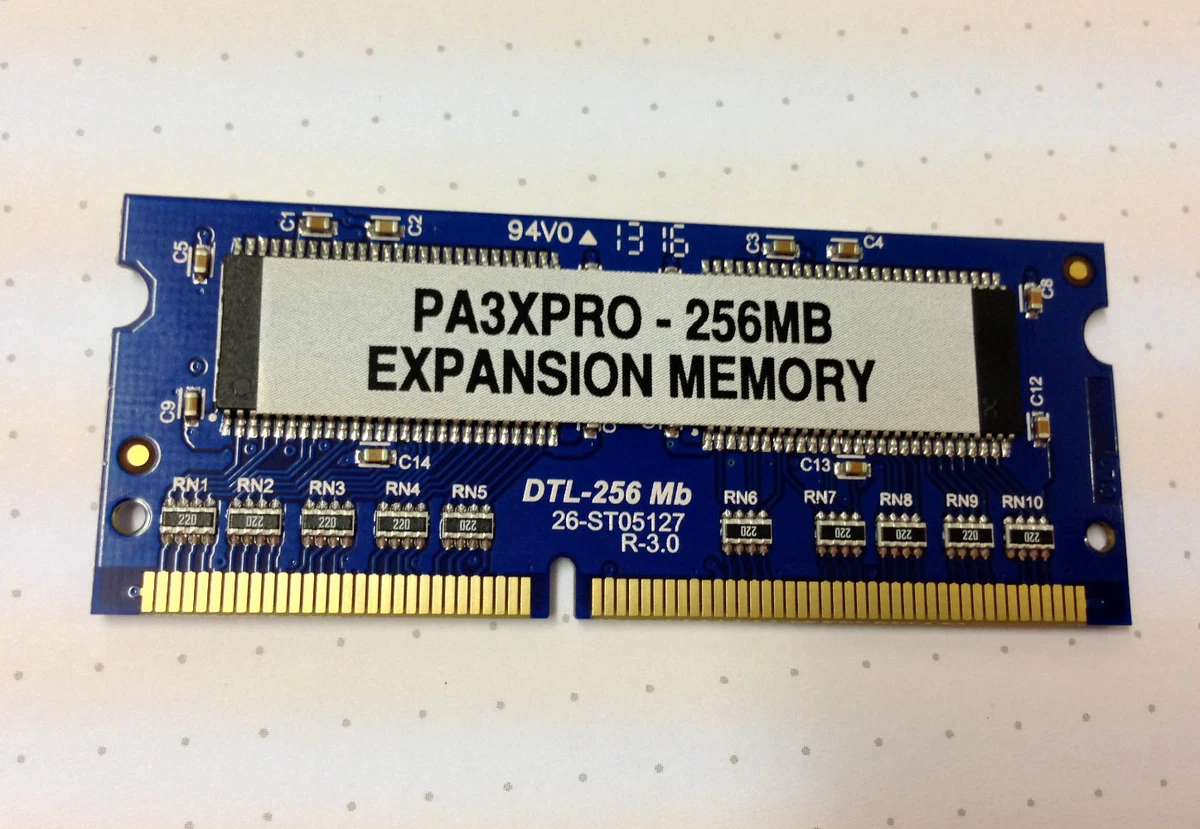 C1
C2
94V0 ▲ 1316
C3
C4
C5
C8
PA3XPRO - 256MB
EXPANSION MEMORY
C9
C12
C14
C13
RN1 RN2 RN3 RN4 RN5
DTL-256 Mb
RN6 RN7 RN8 RN9 RN10
220 220 220 220 220
26-ST05127
220 220 220 220 220
R-3.0